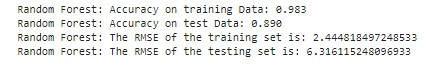 Random Forest: Accuracy on training Data: 0.983
Random Forest: Accuracy on test Data: 0.890
Random Forest: The RMSE of the training set is: 2.444818497248533
Random Forest: The RMSE of the testing set is: 6.316115248096933